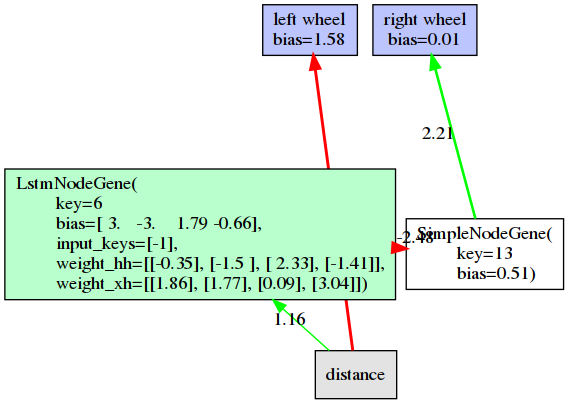 left wheel
bias=1.58
right wheel
bias=0.01
2.21
LstmNodeGene(
key=6
bias=[ 3. -3. 1.79 -0.66],
input_keys=[-1],
weight_hh=[[-0.35], [-1.5 ], [ 2.33], [-1.41]],
weight_xh=[[1.86], [1.77], [0.09], [3.04]])
-2.48
SimpleNodeGene(
key=13
bias=0.51)
1.16
distance